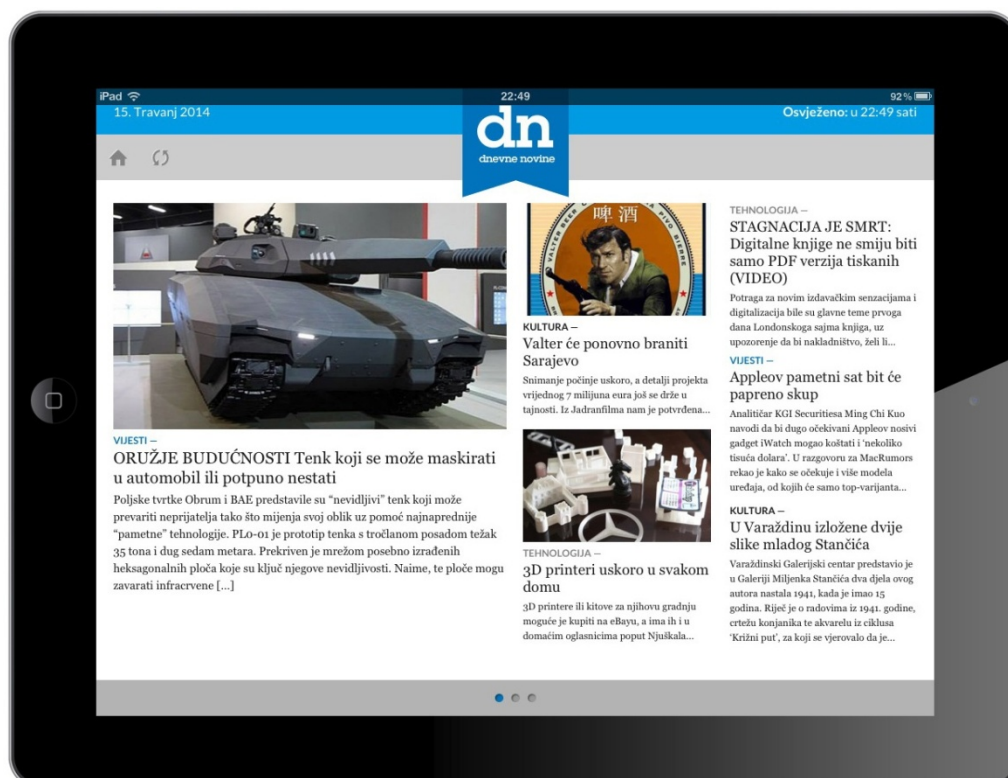 iPad
22:49
92%
15. Travanj 2014
dn
dnevne novine
Osvježeno: u 22:49 sati
VIJESTI —
ORUŽJE BUDUĆNOSTI Tenk koji se može maskirati
u automobil ili potpuno nestati
Poljske tvrtke Obrum i BAE predstavile su “nevidljivi” tenk koji može
prevariti neprijatelja tako što mijenja svoj oblik uz pomoć najnaprednije
“pametne” tehnologije. PL0-01 je prototip tenka s tročlanom posadom težak
35 tona i dug sedam metara. Prekriven je mrežom posebno izrađenih
heksagonalnih ploča koje su ključ njegove nevidljivosti. Naime, te ploče mogu
zavarati infracrvene [...]
啤酒
VALTER BEER
PIVO BIERRE
KULTURA —
Valter će ponovno braniti
Sarajevo
Snimanje počinje uskoro, a detalji projekta
vrijednog 7 milijuna eura još se drže u
tajnosti. Iz Jadranfilma nam je potvrđena...
TEHNOLOGIJA —
3D printeri uskoro u svakom
domu
3D printere ili kitove za njihovu gradnju
moguće je kupiti na eBayu, a ima ih i u
domaćim oglasnicima poput Njuškala...
TEHNOLOGIJA —
STAGNACIJA JE SMRT:
Digitalne knjige ne smiju biti
samo PDF verzija tiskanih
(VIDEO)
Potraga za novim izdavačkim senzacijama i
digitalizacija bile su glavne teme prvoga
dana Londonskoga sajma knjiga, uz
upozorenje da bi nakladništvo, želi li...
VIJESTI —
Appleov pametni sat bit će
papreno skup
Analitičar KGI Securitiesa Ming Chi Kuo
navodi da bi dugo očekivani Appleov nosivi
gadget iWatch mogao koštati i ‘nekoliko
tisuća dolara’. U razgovoru za MacRumors
rekao je kako se očekuje i više modela
uređaja, od kojih će samo top-varijanta...
KULTURA —
U Varaždinu izložene dvije
slike mladog Stančića
Varaždinski Galerijski centar predstavio je
u Galeriji Miljenka Stančića dva djela ovog
autora nastala 1941, kada je imao 15
godina. Riječ je o radovima iz 1941. godine,
crtežu konjanika te akvarelu iz ciklusa
‘Križni put’, za koji se vjerovalo da je...